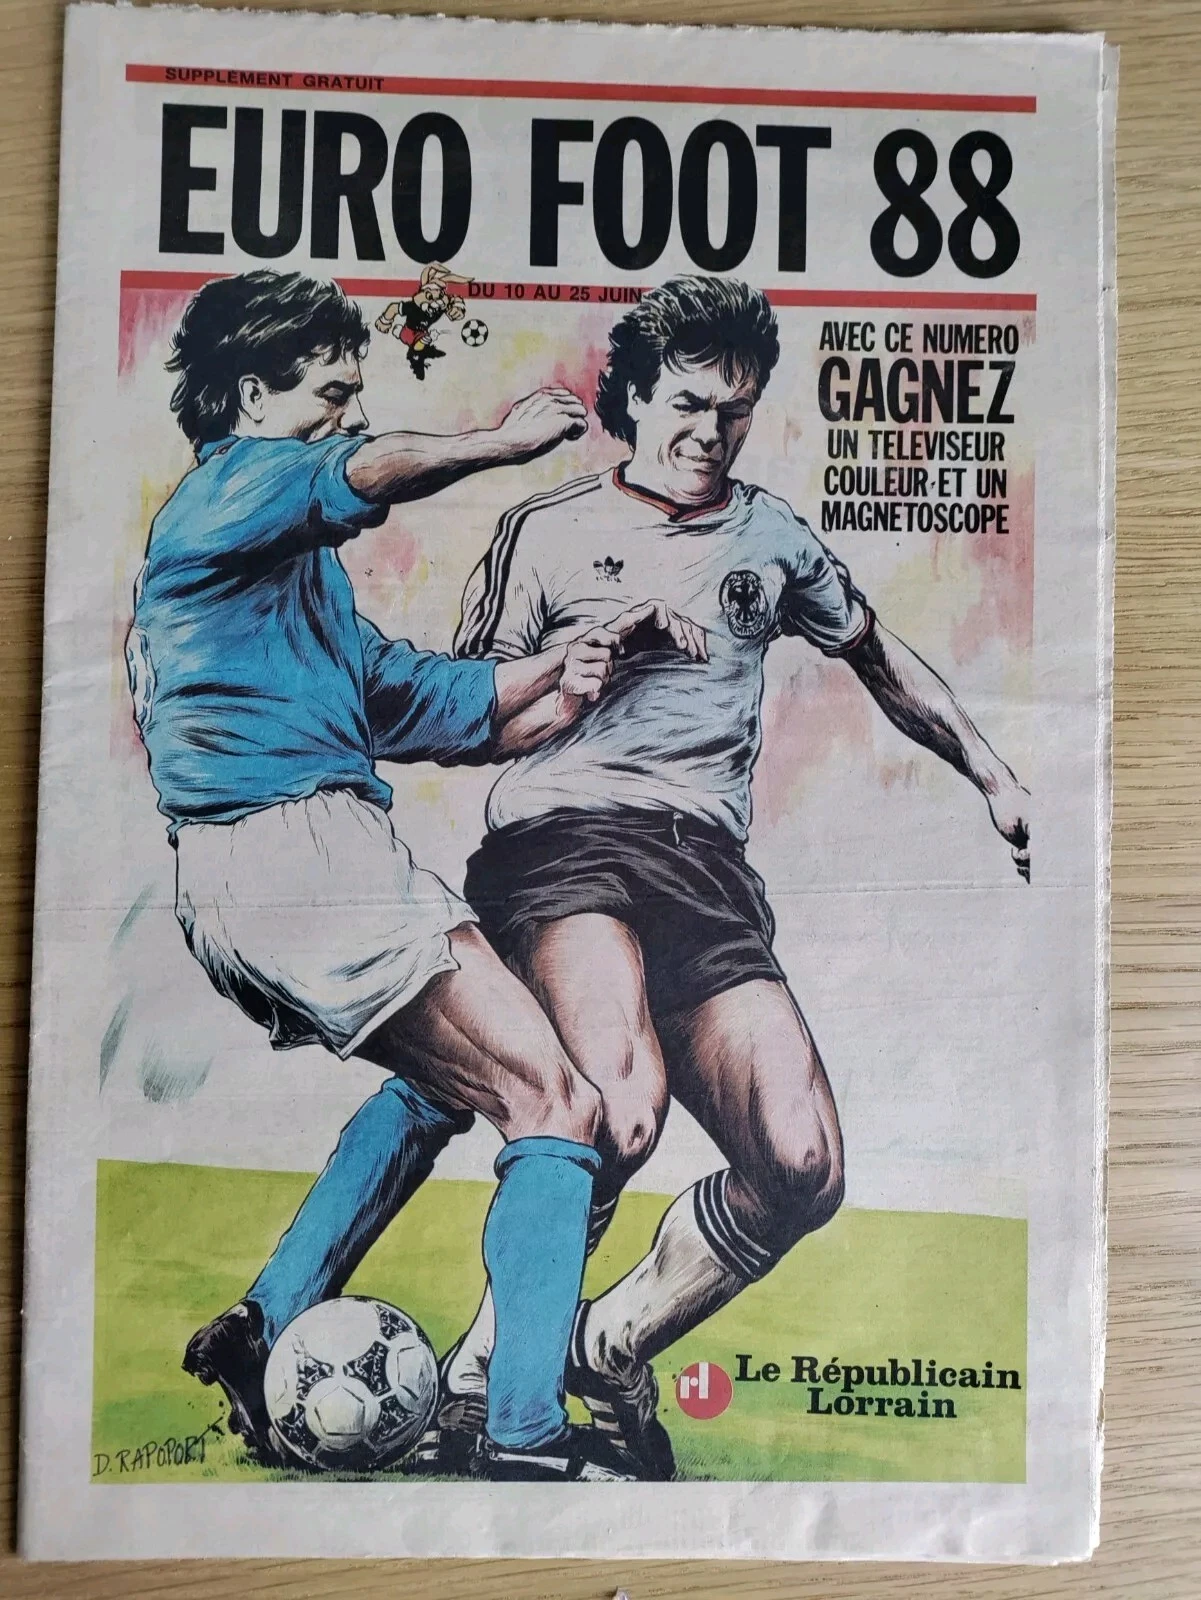 SUPPLEMENT GRATUIT
EURO FOOT 88
DU 10 AU 25 JUIN
AVEC CE NUMERO
GAGNEZ
UN TELEVISEUR
COULEUR ET UN
MAGNETOSCOPE
rl Le Républicain
Lorrain
D. RAPOPORT